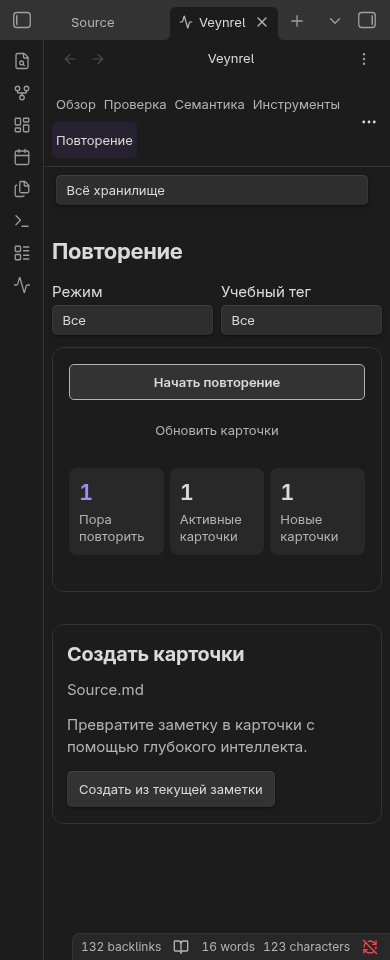 Source
Veynrel
Veynrel
Обзор Проверка Семантика Инструменты
Повторение
Всё хранилище
Повторение
Режим Учебный тег
Все Все
Начать повторение
Обновить карточки
1 1 1
Пора Активные Новые
повторить карточки карточки
Создать карточки
Source.md
Превратите заметку в карточки с
помощью глубокого интеллекта.
Создать из текущей заметки
132 backlinks 16 words 123 characters